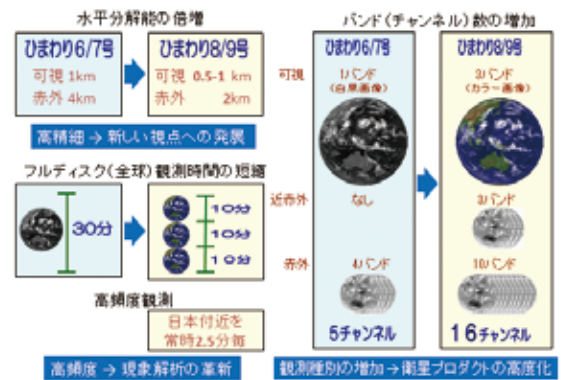 水平分解能の倍増
ひまわり6/7号
可視 1km
赤外 4km
ひまわり8/9号
可視 0.5-1 km
赤外 2km
高精細 → 新しい視点への発展
フルディスク(全球)観測時間の短縮
30分
10分
10分
10分
高頻度観測
日本付近を
常時2.5分毎
高頻度 → 現象解析の革新
バンド(チャンネル)数の増加
ひまわり6/7号
ひまわり8/9号
可視
1バンド
(白黒画像)
3バンド
(カラー画像)
近赤外
なし
3バンド
赤外
4バンド
10バンド
5チャンネル
16チャンネル
観測種別の増加 → 衛星プロダクトの高度化